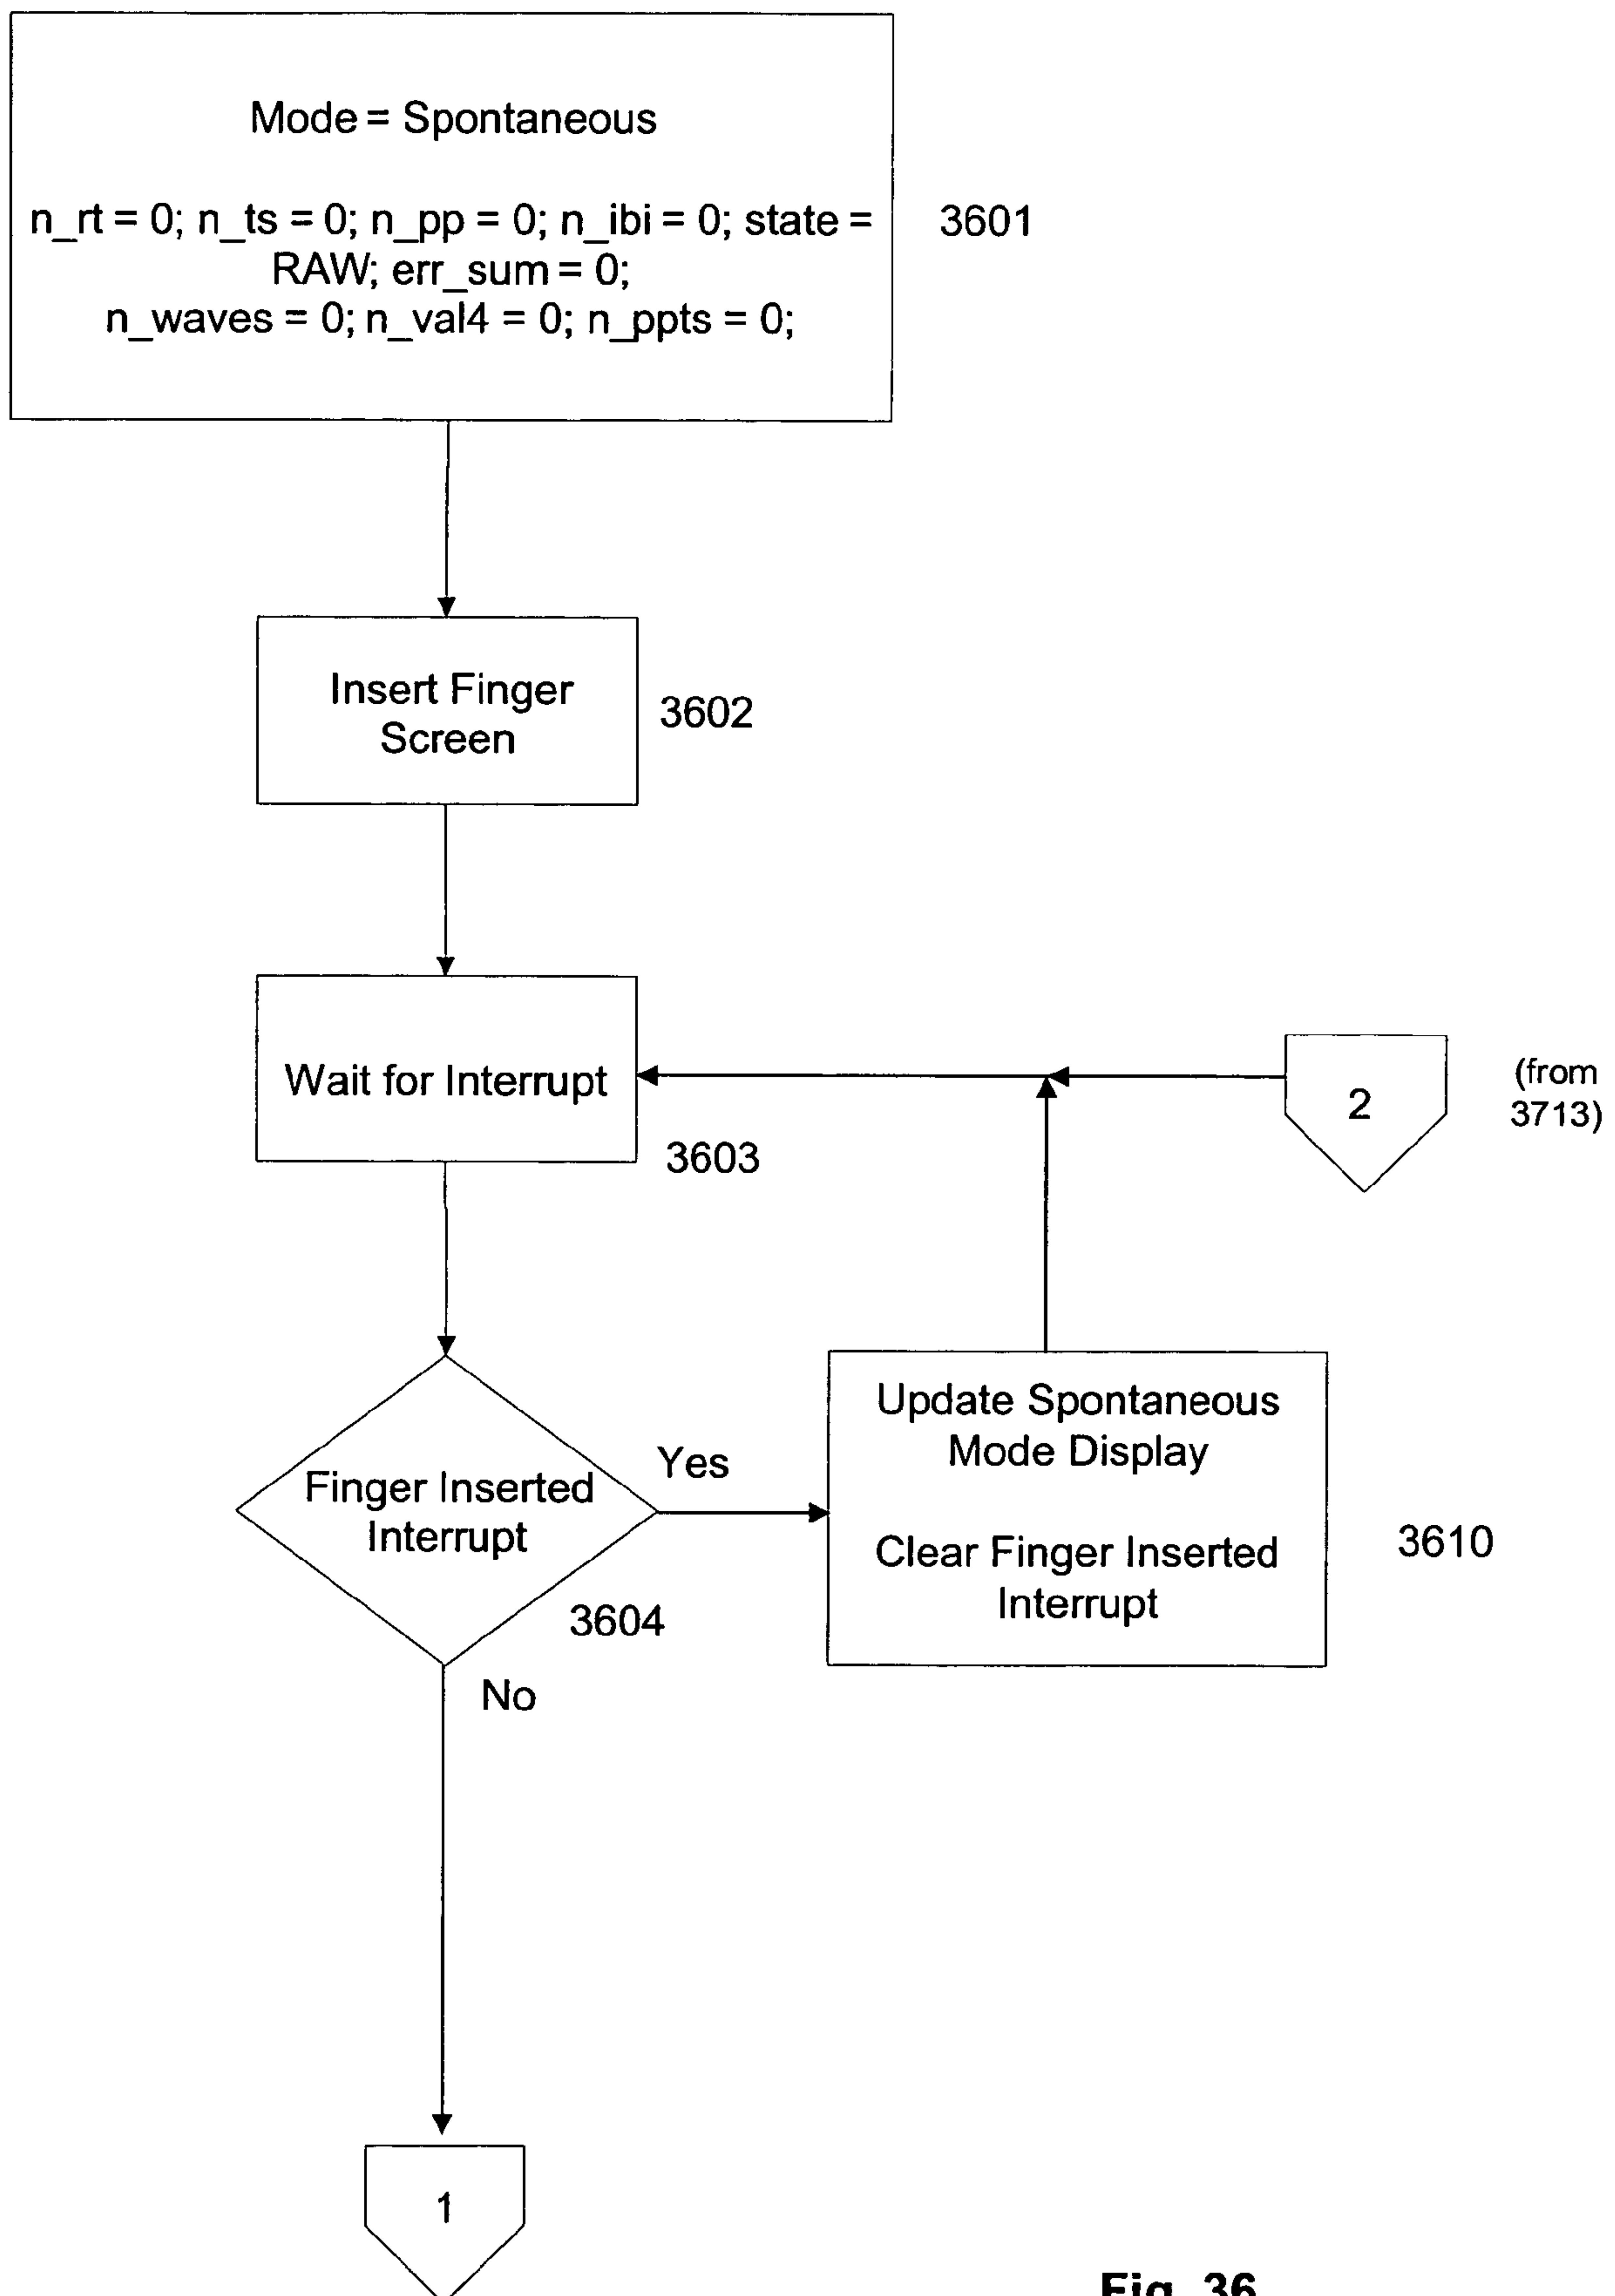 Mode = Spontaneous
n_rt = 0; n_ts = 0; n_pp = 0; n_ibi = 0; state =
RAW; err_sum = 0;
n_waves = 0; n_val4 = 0; n_ppts = 0;
3601
Insert Finger
Screen
3602
Wait for Interrupt
3603
2
(from
3713)
Finger Inserted
Interrupt
3604
Yes
No
Update Spontaneous
Mode Display
Clear Finger Inserted
Interrupt
3610
1
Fig. 36